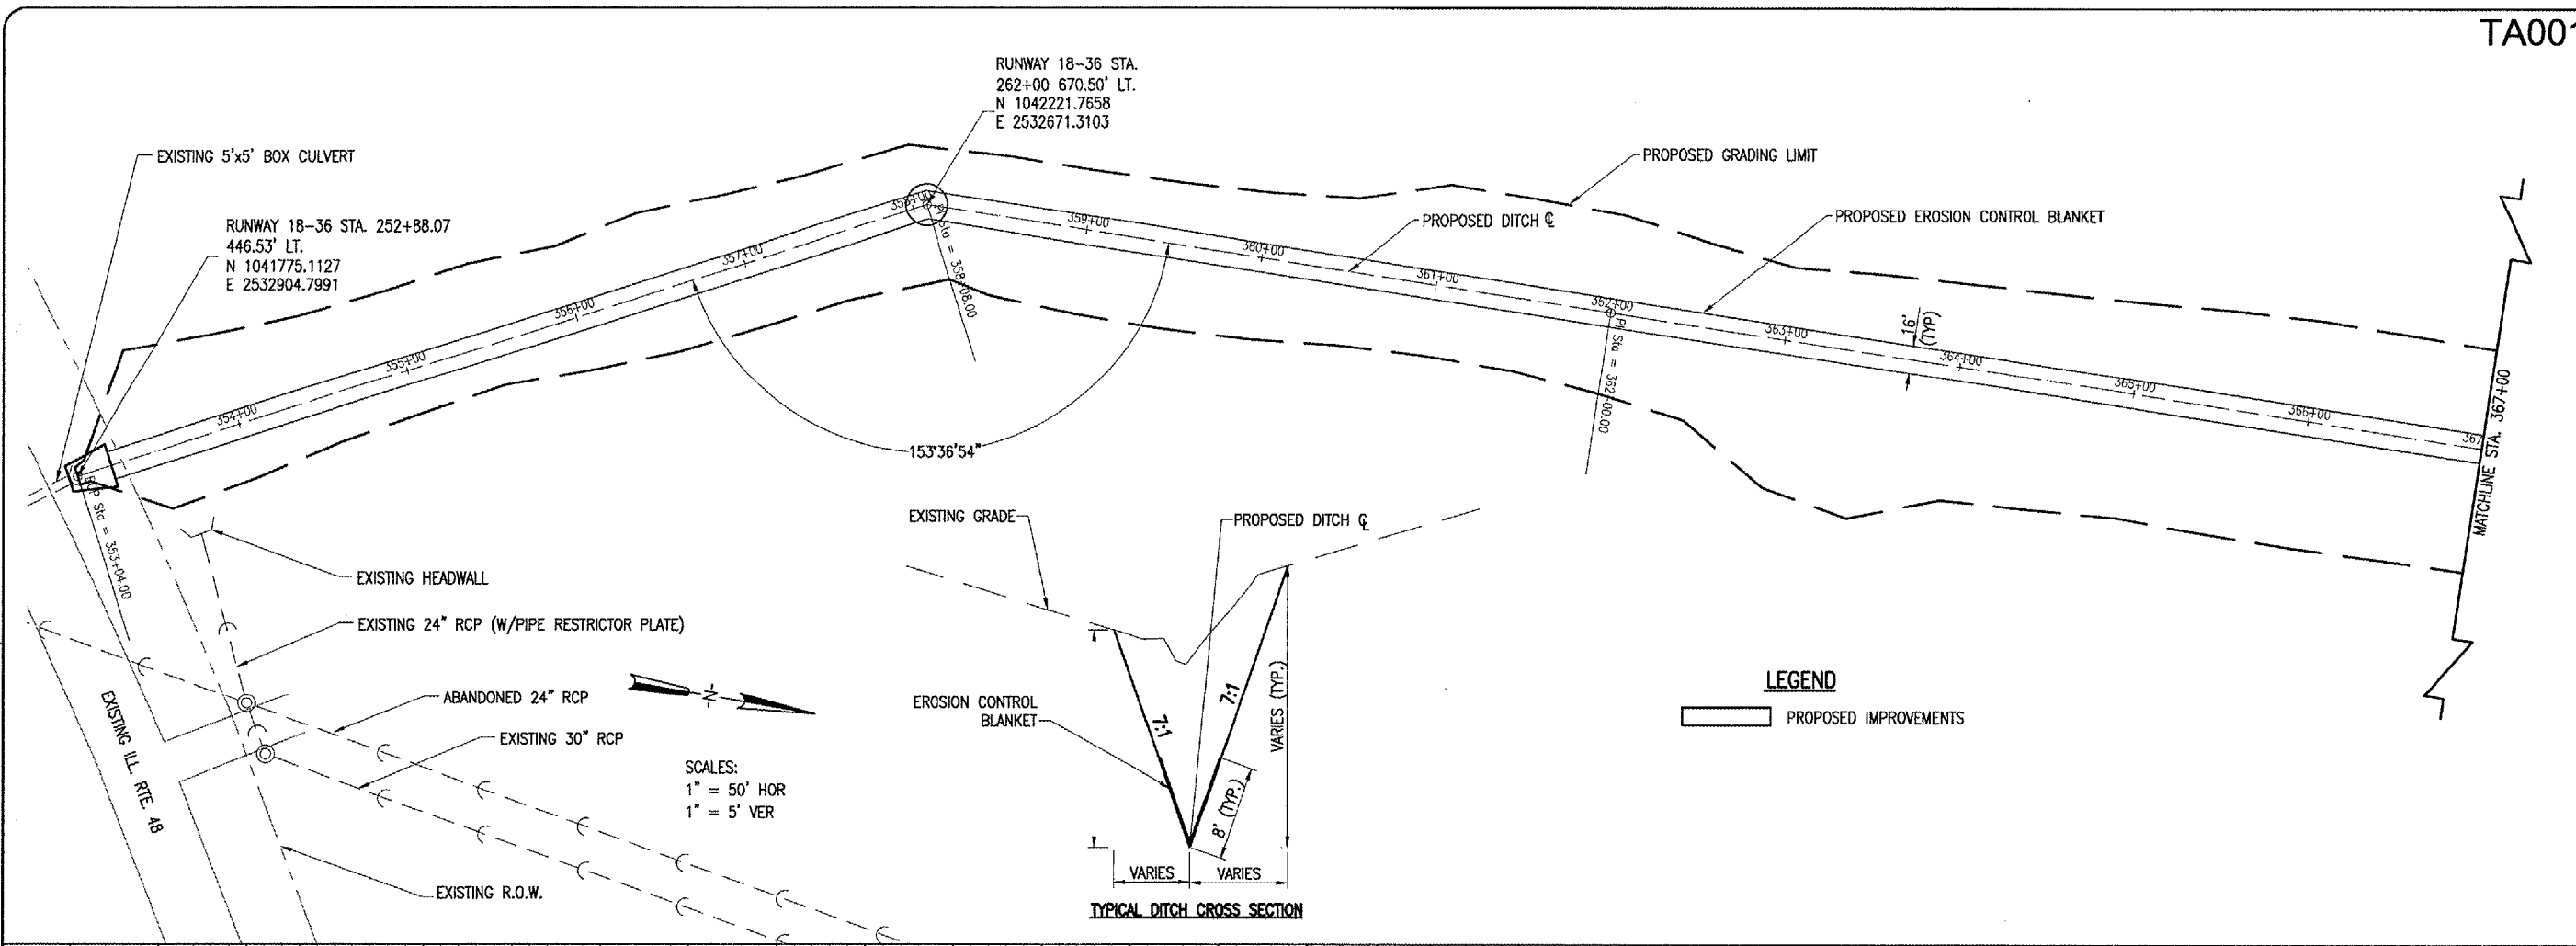 TA001
RUNWAY 18-36 STA.
262+00 670.50' LT.
N 1042221.7658
E 2532671.3103
EXISTING 5'x5' BOX CULVERT
PROPOSED GRADING LIMIT
RUNWAY 18-36 STA. 252+88.07
446.53' LT.
N 1041775.1127
E 2532904.7991
PROPOSED DITCH ℄
PROPOSED EROSION CONTROL BLANKET
354+00
355+00
356+00
357+00
358+00
359+00
360+00
361+00
362+00
363+00
364+00
365+00
366+00
367
PI Sta = 358+08.00
PI Sta = 362+00.00
16'
(TYP)
MATCHLINE STA. 367+00
153°36'54"
BOP Sta = 353+04.00
EXISTING GRADE
PROPOSED DITCH ℄
EXISTING HEADWALL
EXISTING 24" RCP (W/PIPE RESTRICTOR PLATE)
ABANDONED 24" RCP
EXISTING 30" RCP
-N-
SCALES:
1" = 50' HOR
1" = 5' VER
EXISTING ILL. RTE. 48
EXISTING R.O.W.
EROSION CONTROL
BLANKET
7:1
7:1
8' (TYP.)
VARIES (TYP.)
VARIES
VARIES
TYPICAL DITCH CROSS SECTION
LEGEND
PROPOSED IMPROVEMENTS